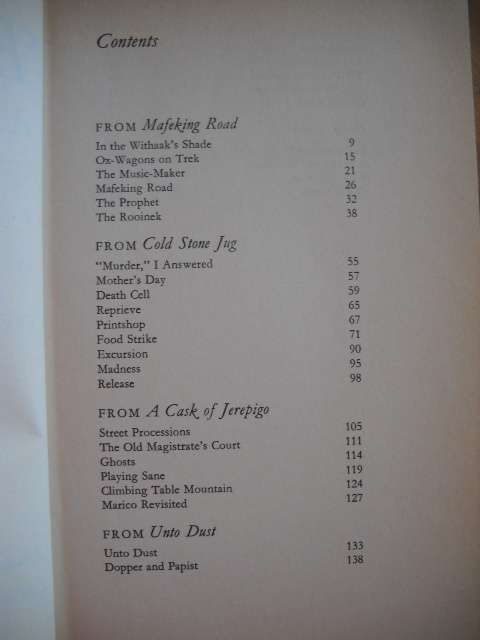 Contents
FROM Mafeking Road
In the Withaak's Shade 9
Ox-Wagons on Trek 15
The Music-Maker 21
Mafeking Road 26
The Prophet 32
The Rooinek 38
FROM Cold Stone Jug
"Murder," I Answered 55
Mother's Day 57
Death Cell 59
Reprieve 65
Printshop 67
Food Strike 71
Excursion 90
Madness 95
Release 98
FROM A Cask of Jerepigo
Street Processions 105
The Old Magistrate's Court 111
Ghosts 114
Playing Sane 119
Climbing Table Mountain 124
Marico Revisited 127
FROM Unto Dust
Unto Dust 133
Dopper and Papist 138